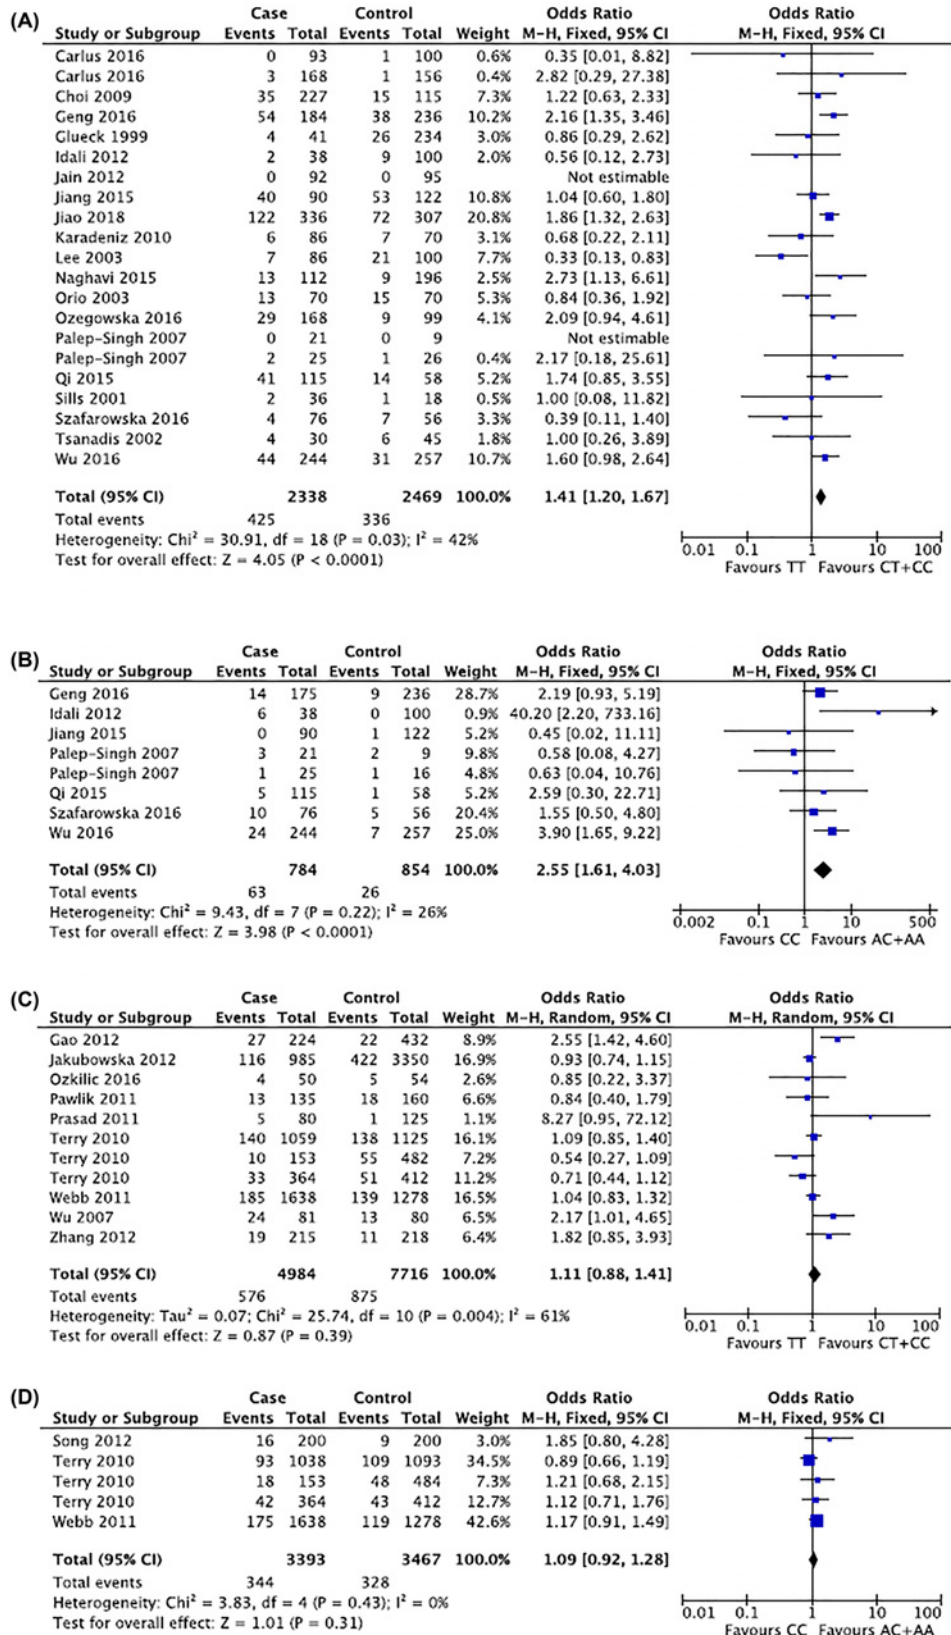 (A) Case Control Odds Ratio Odds Ratio
Study or Subgroup Events Total Events Total Weight M-H, Fixed, 95% CI M-H, Fixed, 95% CI
Carlus 2016 0 93 1 100 0.6% 0.35 [0.01, 8.82]
Carlus 2016 3 168 1 156 0.4% 2.82 [0.29, 27.38]
Choi 2009 35 227 15 115 7.3% 1.22 [0.63, 2.33]
Geng 2016 54 184 38 236 10.2% 2.16 [1.35, 3.46]
Glueck 1999 4 41 26 234 3.0% 0.86 [0.29, 2.62]
Idali 2012 2 38 9 100 2.0% 0.56 [0.12, 2.73]
Jain 2012 0 92 0 95 Not estimable
Jiang 2015 40 90 53 122 10.8% 1.04 [0.60, 1.80]
Jiao 2018 122 336 72 307 20.8% 1.86 [1.32, 2.63]
Karadeniz 2010 6 86 7 70 3.1% 0.68 [0.22, 2.11]
Lee 2003 7 86 21 100 8.0% 0.33 [0.13, 0.83]
Naghavi 2015 13 112 9 196 2.5% 2.73 [1.13, 6.61]
Orio 2003 13 70 15 70 5.3% 0.84 [0.36, 1.92]
Ozegowska 2016 29 168 9 99 4.1% 2.09 [0.94, 4.61]
Palep-Singh 2007 0 21 0 9 Not estimable
Palep-Singh 2007 2 25 1 26 0.4% 2.17 [0.18, 25.61]
Qi 2015 41 115 14 58 5.2% 1.74 [0.85, 3.55]
Sills 2001 2 36 1 18 0.5% 1.00 [0.08, 11.82]
Szafarowska 2016 4 76 7 56 3.3% 0.39 [0.11, 1.40]
Tsanadis 2002 4 30 6 45 1.8% 1.00 [0.26, 3.89]
Wu 2016 44 244 31 257 10.7% 1.60 [0.98, 2.64]
Total (95% CI) 2338 2469 100.0% 1.41 [1.20, 1.67]
Total events 425 336
Heterogeneity: Chi² = 30.91, df = 18 (P = 0.03); I² = 42%
Test for overall effect: Z = 4.05 (P < 0.0001)
0.01 0.1 1 10 100
Favours TT Favours CT+CC
(B) Case Control Odds Ratio Odds Ratio
Study or Subgroup Events Total Events Total Weight M-H, Fixed, 95% CI M-H, Fixed, 95% CI
Geng 2016 14 175 9 236 28.7% 2.19 [0.93, 5.19]
Idali 2012 6 38 0 100 0.9% 40.20 [2.20, 733.16]
Jiang 2015 0 90 1 122 5.2% 0.45 [0.02, 11.11]
Palep-Singh 2007 3 21 2 9 9.8% 0.58 [0.08, 4.27]
Palep-Singh 2007 1 25 1 16 4.8% 0.63 [0.04, 10.76]
Qi 2015 5 115 1 58 5.2% 2.59 [0.30, 22.71]
Szafarowska 2016 10 76 5 56 20.4% 1.55 [0.50, 4.80]
Wu 2016 24 244 7 257 25.0% 3.90 [1.65, 9.22]
Total (95% CI) 784 854 100.0% 2.55 [1.61, 4.03]
Total events 63 26
Heterogeneity: Chi² = 9.43, df = 7 (P = 0.22); I² = 26%
Test for overall effect: Z = 3.98 (P < 0.0001)
0.002 0.1 1 10 500
Favours CC Favours AC+AA
(C) Case Control Odds Ratio Odds Ratio
Study or Subgroup Events Total Events Total Weight M-H, Random, 95% CI M-H, Random, 95% CI
Gao 2012 27 224 22 432 8.9% 2.55 [1.42, 4.60]
Jakubowska 2012 116 985 422 3350 16.9% 0.93 [0.74, 1.15]
Ozkilic 2016 4 50 5 54 2.6% 0.85 [0.22, 3.37]
Pawlik 2011 13 135 18 160 6.6% 0.84 [0.40, 1.79]
Prasad 2011 5 80 1 125 1.1% 8.27 [0.95, 72.12]
Terry 2010 140 1059 138 1125 16.1% 1.09 [0.85, 1.40]
Terry 2010 10 153 55 482 7.2% 0.54 [0.27, 1.09]
Terry 2010 33 364 51 412 11.2% 0.71 [0.44, 1.12]
Webb 2011 185 1638 139 1278 16.5% 1.04 [0.83, 1.32]
Wu 2007 24 81 13 80 6.5% 2.17 [1.01, 4.65]
Zhang 2012 19 215 11 218 6.4% 1.82 [0.85, 3.93]
Total (95% CI) 4984 7716 100.0% 1.11 [0.88, 1.41]
Total events 576 875
Heterogeneity: Tau² = 0.07; Chi² = 25.74, df = 10 (P = 0.004); I² = 61%
Test for overall effect: Z = 0.87 (P = 0.39)
0.01 0.1 1 10 100
Favours TT Favours CT+CC
(D) Case Control Odds Ratio Odds Ratio
Study or Subgroup Events Total Events Total Weight M-H, Fixed, 95% CI M-H, Fixed, 95% CI
Song 2012 16 200 9 200 3.0% 1.85 [0.80, 4.28]
Terry 2010 93 1038 109 1093 34.5% 0.89 [0.66, 1.19]
Terry 2010 18 153 48 484 7.3% 1.21 [0.68, 2.15]
Terry 2010 42 364 43 412 12.7% 1.12 [0.71, 1.76]
Webb 2011 175 1638 119 1278 42.6% 1.17 [0.91, 1.49]
Total (95% CI) 3393 3467 100.0% 1.09 [0.92, 1.28]
Total events 344 328
Heterogeneity: Chi² = 3.83, df = 4 (P = 0.43); I² = 0%
Test for overall effect: Z = 1.01 (P = 0.31)
0.01 0.1 1 10 100
Favours CC Favours AC+AA